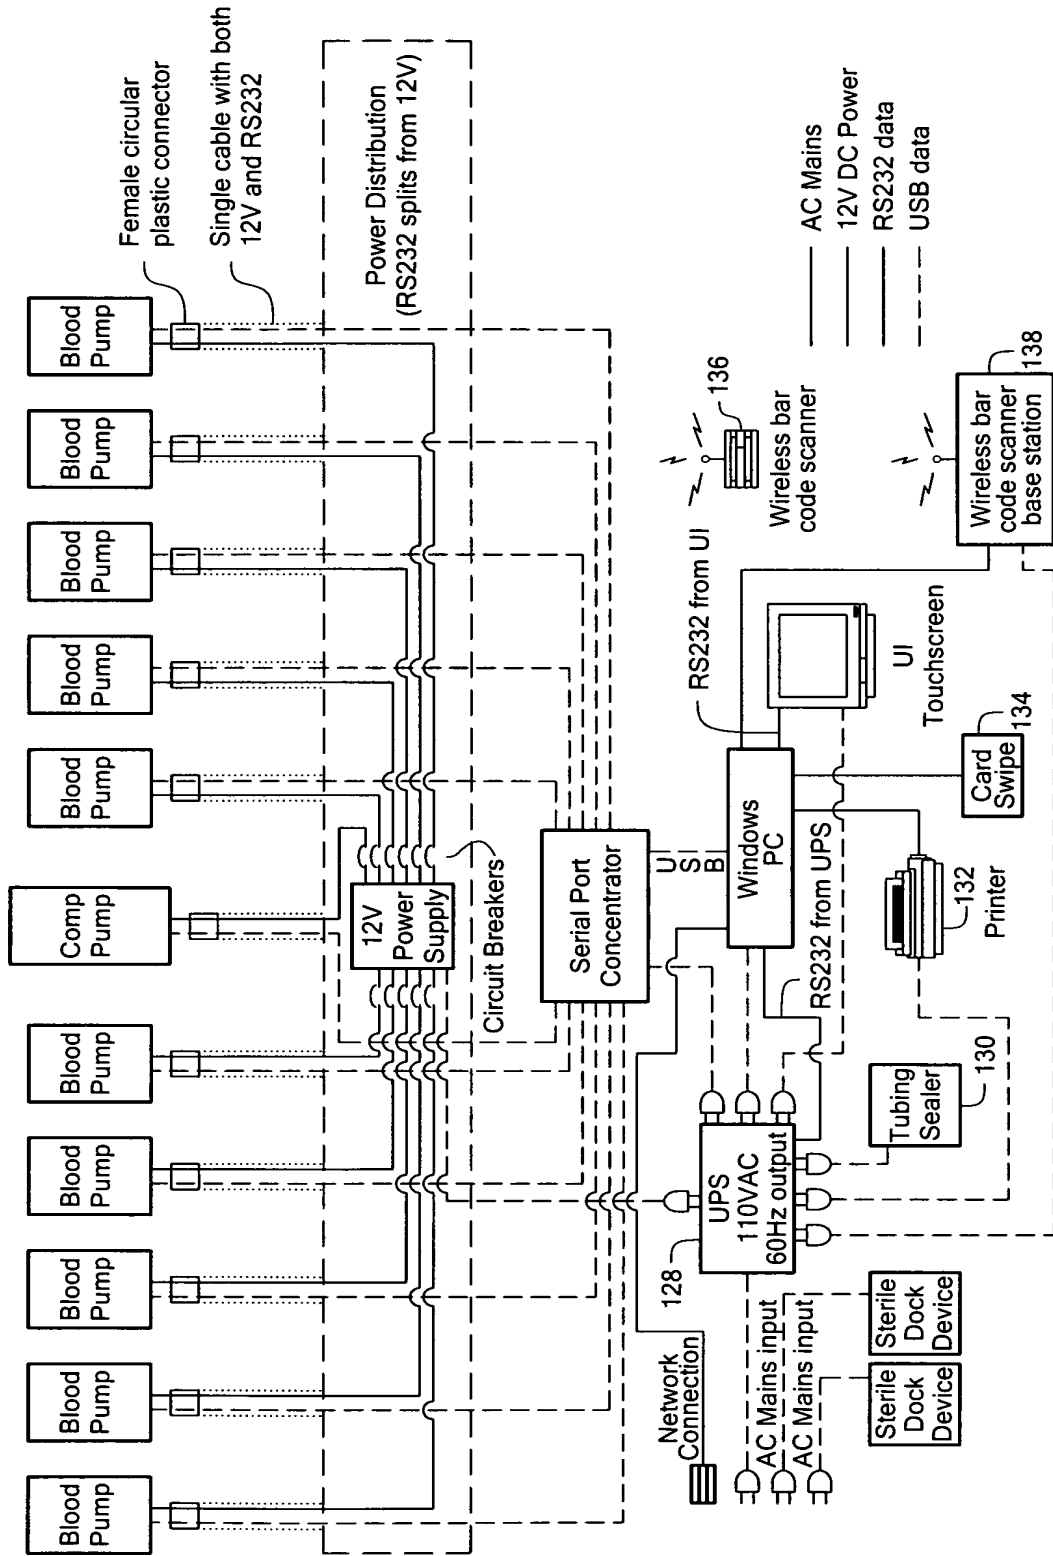 Blood
Pump
Blood
Pump
Blood
Pump
Blood
Pump
Blood
Pump
Comp
Pump
Blood
Pump
Blood
Pump
Blood
Pump
Blood
Pump
Blood
Pump
Female circular
plastic connector
Single cable with both
12V and RS232
Power Distribution
(RS232 splits from 12V)
12V
Power
Supply
Circuit Breakers
Serial Port
Concentrator
U
S
B
Network
Connection
Windows
PC
RS232 from UI
RS232 from UPS
UPS
110VAC
60Hz output
128
AC Mains input
AC Mains input
Sterile
Dock
Device
Sterile
Dock
Device
Tubing
Sealer
130
132
Printer
Card
Swipe
134
UI
Touchscreen
136
Wireless bar
code scanner
AC Mains
12V DC Power
RS232 data
USB data
Wireless bar
code scanner
base station
138